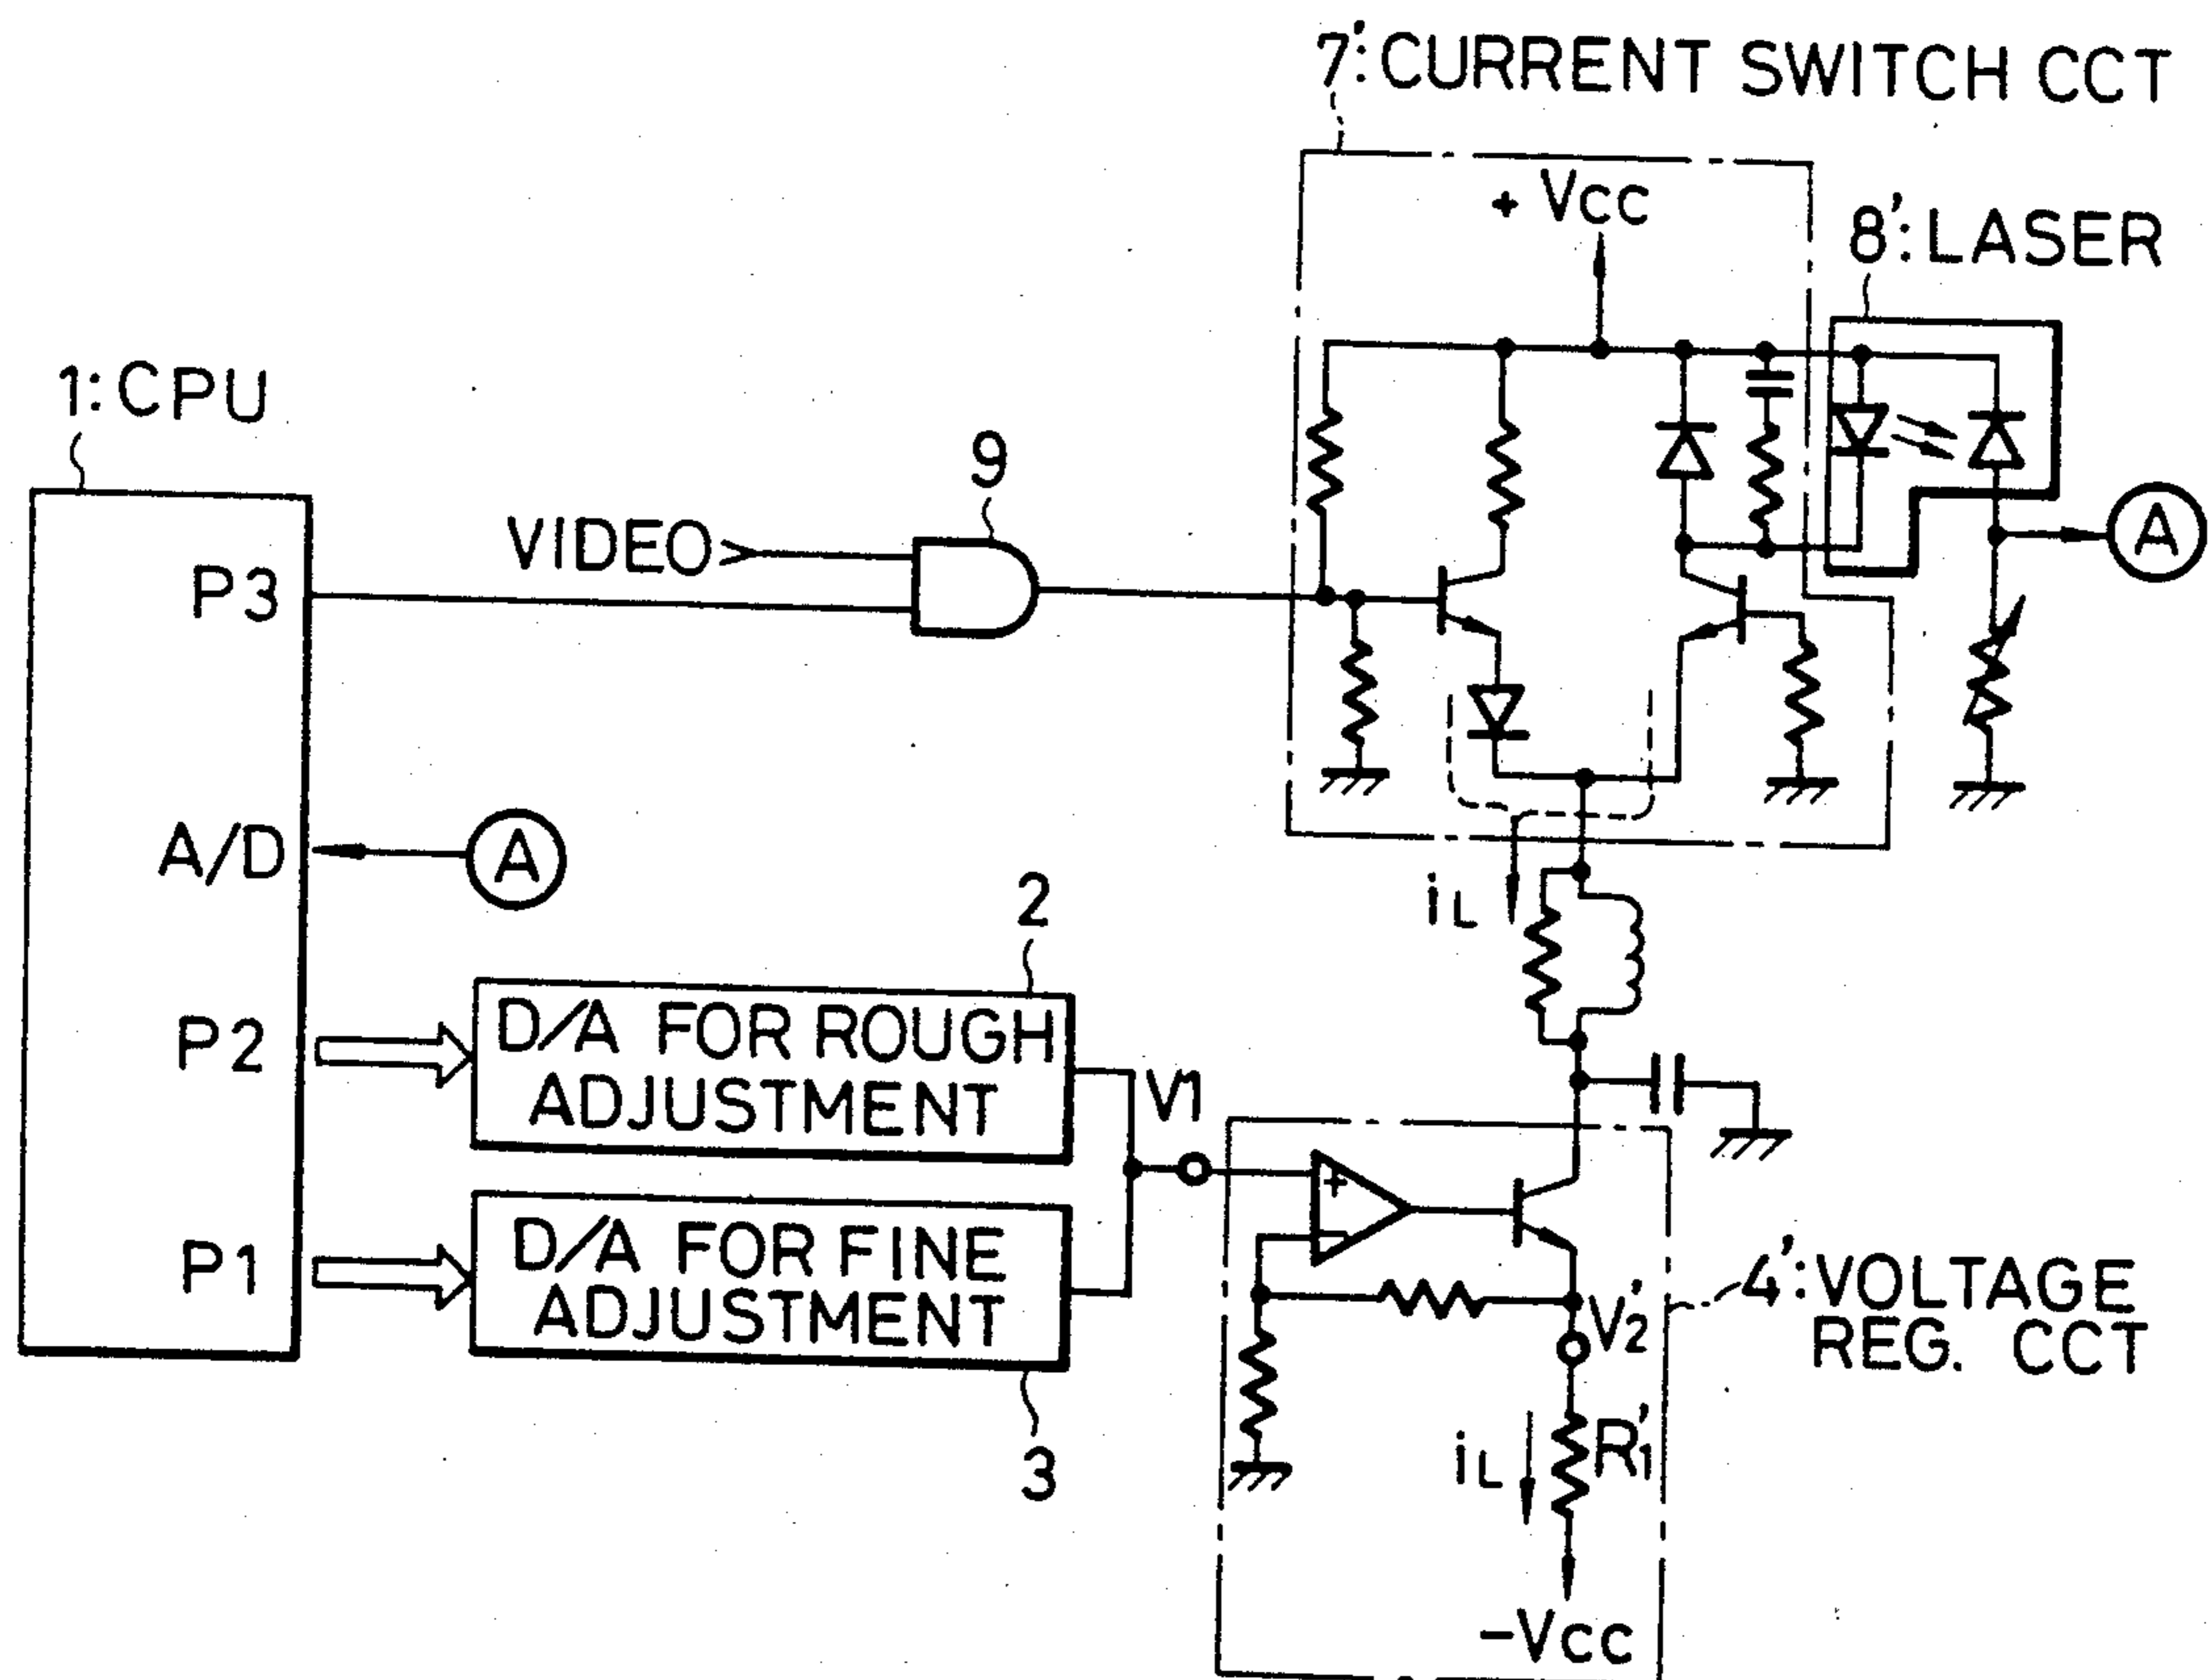 7': CURRENT SWITCH CCT
+ Vcc
8': LASER
1: CPU
9
VIDEO
P3
A
A/D
A
iL
2
P2
D/A FOR ROUGH
ADJUSTMENT
V1
+
P1
D/A FOR FINE
ADJUSTMENT
−
V2'
4': VOLTAGE
REG. CCT
3
iL
R1'
−Vcc